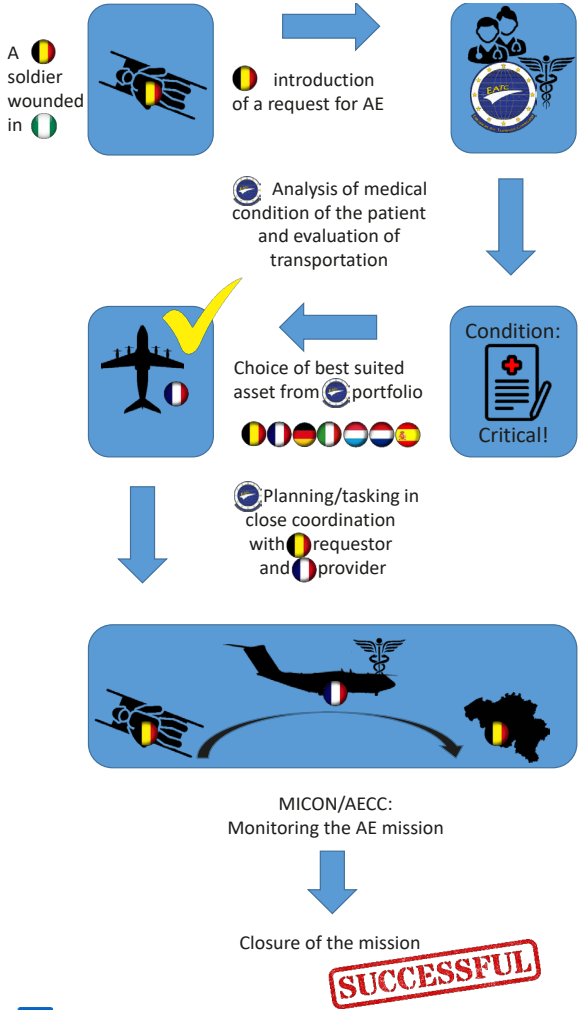 A
soldier
wounded
in
introduction
of a request for AE
EATC
Analysis of medical
condition of the patient
and evaluation of
transportation
Condition:
Critical!
Choice of best suited
asset from portfolio
Planning/tasking in
close coordination
with requestor
and provider
MICON/AECC:
Monitoring the AE mission
Closure of the mission
SUCCESSFUL